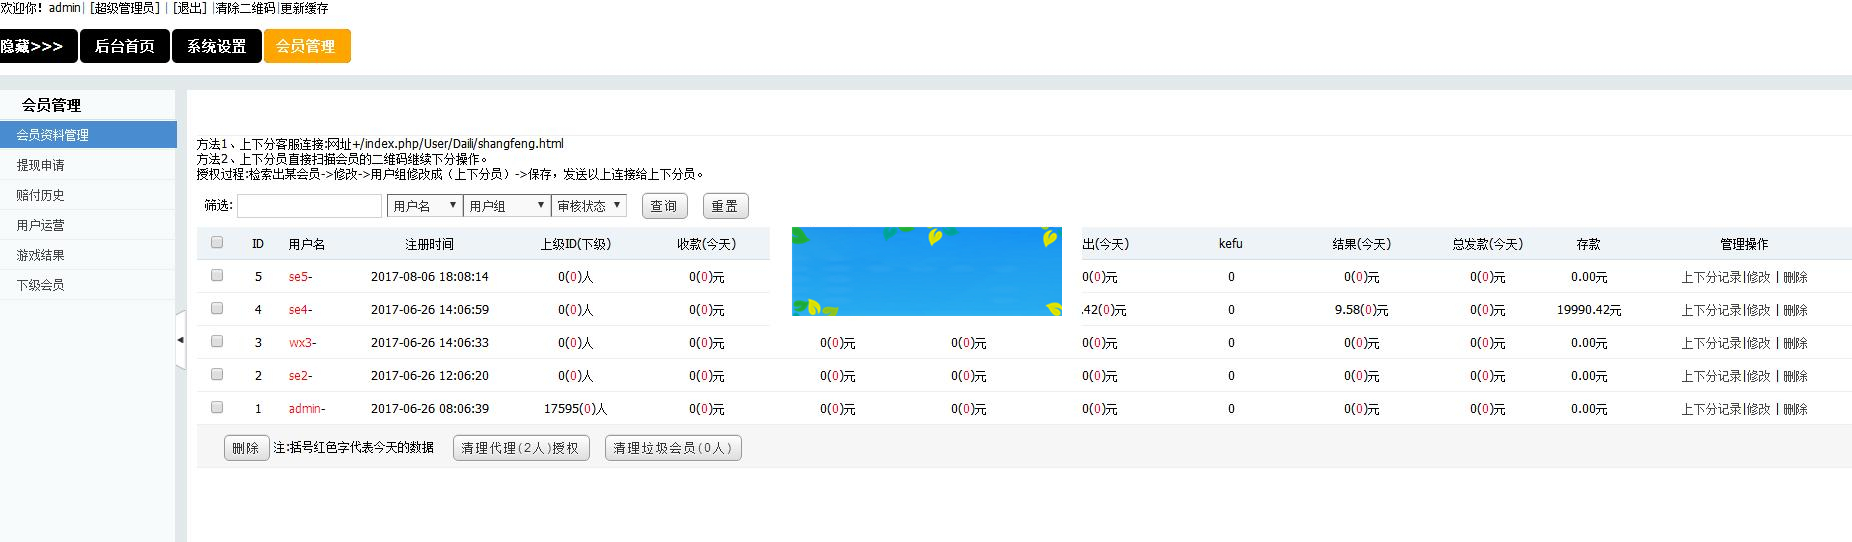 欢迎你！admin| [超级管理员] | [退出] |清除二维码|更新缓存
隐藏>>> 后台首页 系统设置 会员管理
会员管理
会员资料管理
提现申请
赔付历史
用户运营
游戏结果
下级会员
方法1、上下分客服连接:网址+/index.php/User/Daili/shangfeng.html
方法2、上下分员直接扫描会员的二维码继续下分操作。
授权过程:检索出某会员->修改->用户组修改成（上下分员）->保存，发送以上连接给上下分员。
筛选: 用户名 用户组 审核状态 查询 重置
ID 用户名 注册时间 上级ID(下级) 收款(今天) 出(今天) kefu 结果(今天) 总发款(今天) 存款 管理操作
5 se5- 2017-08-06 18:08:14 0(0)人 0(0)元 0(0)元 0 0(0)元 0(0)元 0.00元 上下分记录|修改 | 删除
4 se4- 2017-06-26 14:06:59 0(0)人 0(0)元 .42(0)元 0 9.58(0)元 0(0)元 19990.42元 上下分记录|修改 | 删除
3 wx3- 2017-06-26 14:06:33 0(0)人 0(0)元 0(0)元 0(0)元 0(0)元 0 0(0)元 0(0)元 0.00元 上下分记录|修改 | 删除
2 se2- 2017-06-26 12:06:20 0(0)人 0(0)元 0(0)元 0(0)元 0(0)元 0 0(0)元 0(0)元 0.00元 上下分记录|修改 | 删除
1 admin- 2017-06-26 08:06:39 17595(0)人 0(0)元 0(0)元 0(0)元 0(0)元 0 0(0)元 0(0)元 0.00元 上下分记录|修改 | 删除
删除 注:括号红色字代表今天的数据 清理代理(2人)授权 清理垃圾会员(0人)